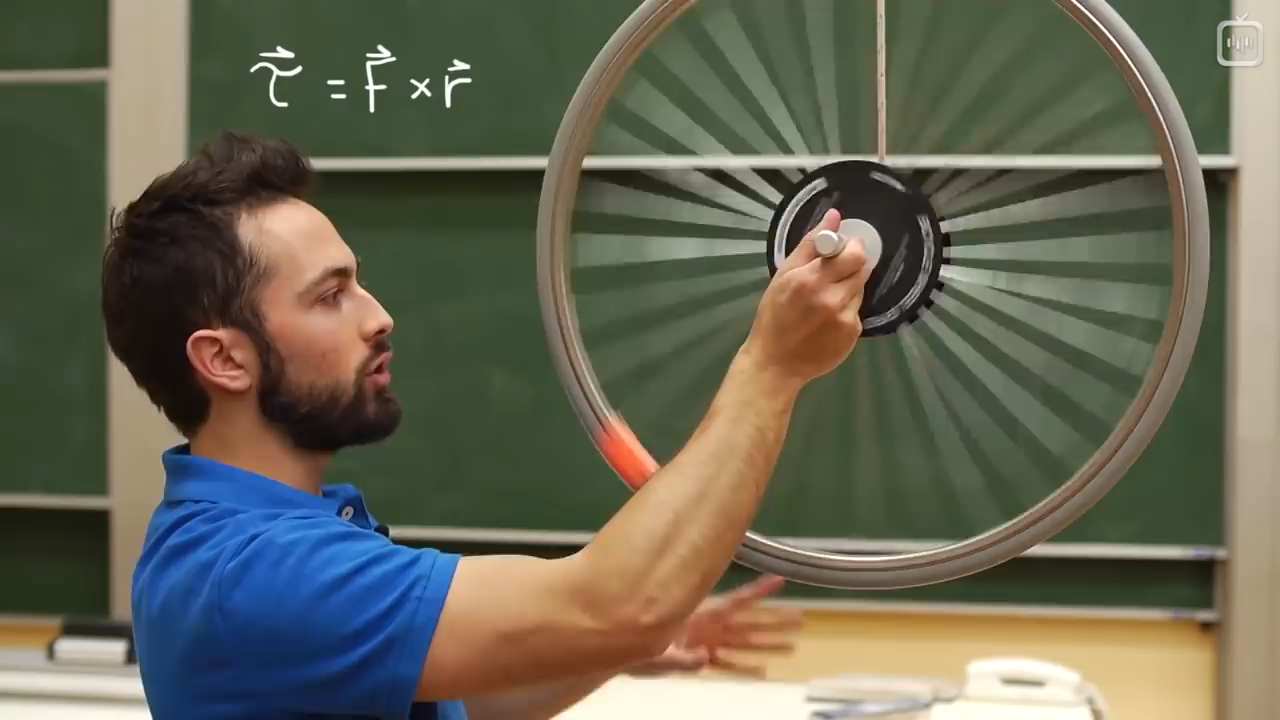 τ⃗ = F⃗ × r⃗